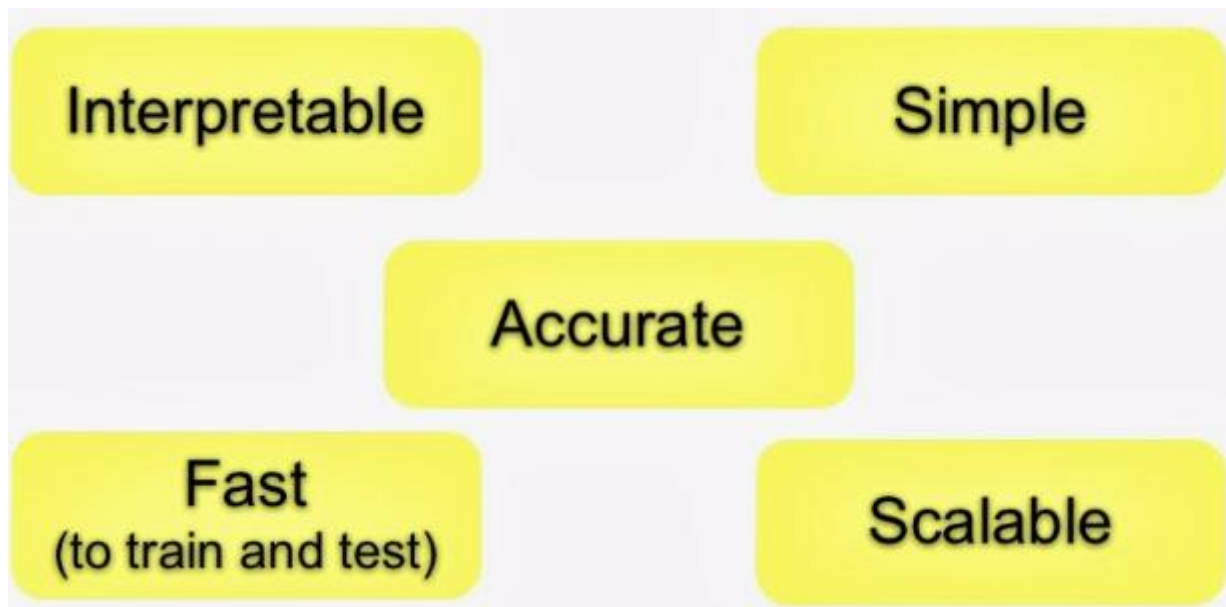 Interpretable
Simple
Accurate
Fast
(to train and test)
Scalable